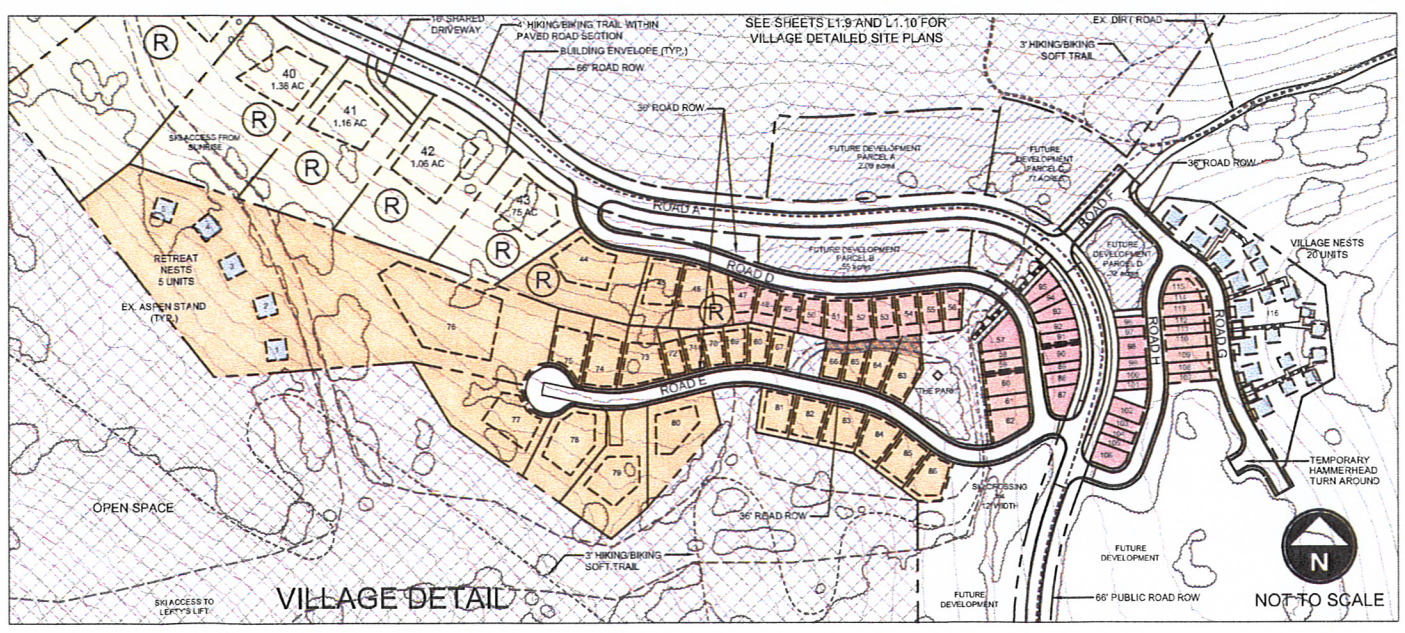 16' SHARED
DRIVEWAY
4' HIKING/BIKING TRAIL WITHIN
PAVED ROAD SECTION
BUILDING ENVELOPE (TYP.)
66' ROAD ROW
SEE SHEETS L1.9 AND L1.10 FOR
VILLAGE DETAILED SITE PLANS
EX. DIRT ROAD
3' HIKING/BIKING
SOFT TRAIL
R
40
1.36 AC
R
41
1.16 AC
R
42
1.06 AC
R
43
.75 AC
R
R
R
SKI ACCESS FROM
SUNRISE
36' ROAD ROW
FUTURE DEVELOPMENT
PARCEL A
FUTURE
DEVELOPMENT
PARCEL C
36' ROAD ROW
ROAD A
ROAD F
FUTURE DEVELOPMENT
PARCEL B
.55 acres
FUTURE
DEVELOPMENT
PARCEL D
ROAD D
VILLAGE NESTS
20 UNITS
RETREAT
NESTS
5 UNITS
EX. ASPEN STAND
(TYP.)
5
4
3
2
1
44
45
46
47
48
49
50
51
52
53
54
55
56
57
58
59
60
61
62
63
64
65
66
67
68
69
70
71
72
73
74
75
76
77
78
79
80
81
82
83
84
85
86
87
88
89
90
91
92
93
94
95
96
97
98
99
100
101
102
103
104
105
106
107
108
109
110
111
112
113
114
115
116
ROAD E
"THE PARK"
ROAD H
ROAD G
SKI CROSSING
12' WIDTH
36' ROAD ROW
3' HIKING/BIKING
SOFT TRAIL
TEMPORARY
HAMMERHEAD
TURN AROUND
OPEN SPACE
SKI ACCESS TO
LEFTY'S LIFT
VILLAGE DETAIL
FUTURE
DEVELOPMENT
FUTURE
DEVELOPMENT
66' PUBLIC ROAD ROW
N
NOT TO SCALE